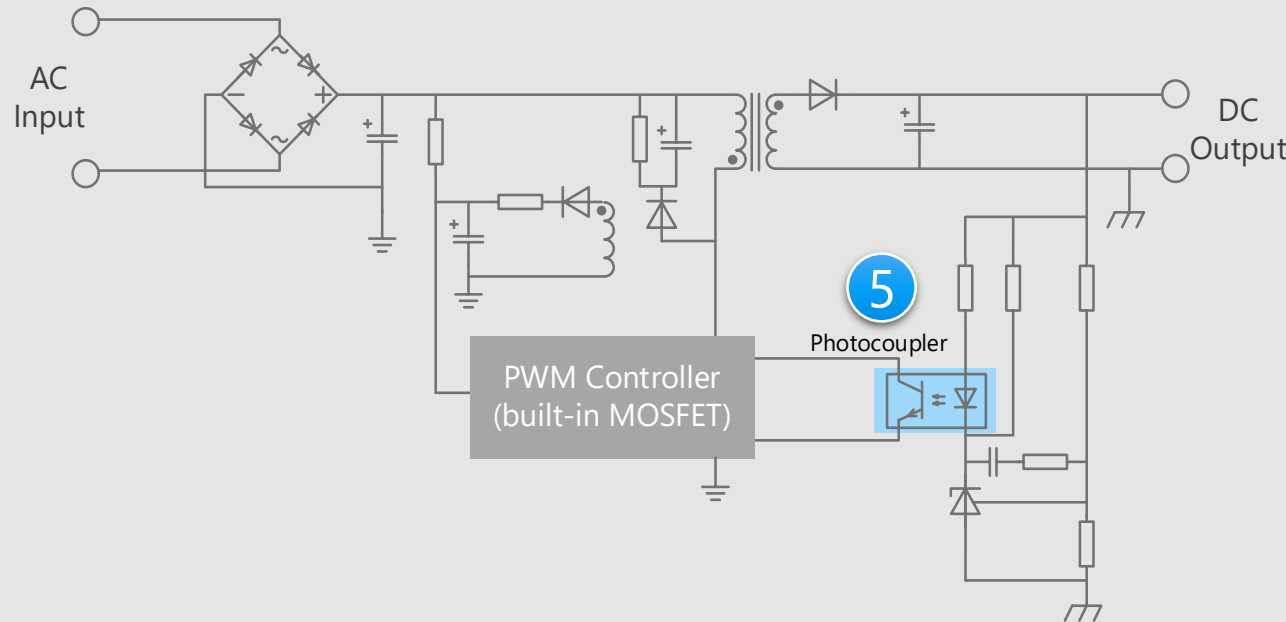 AC
Input
DC
Output
5
Photocoupler
PWM Controller
(built-in MOSFET)